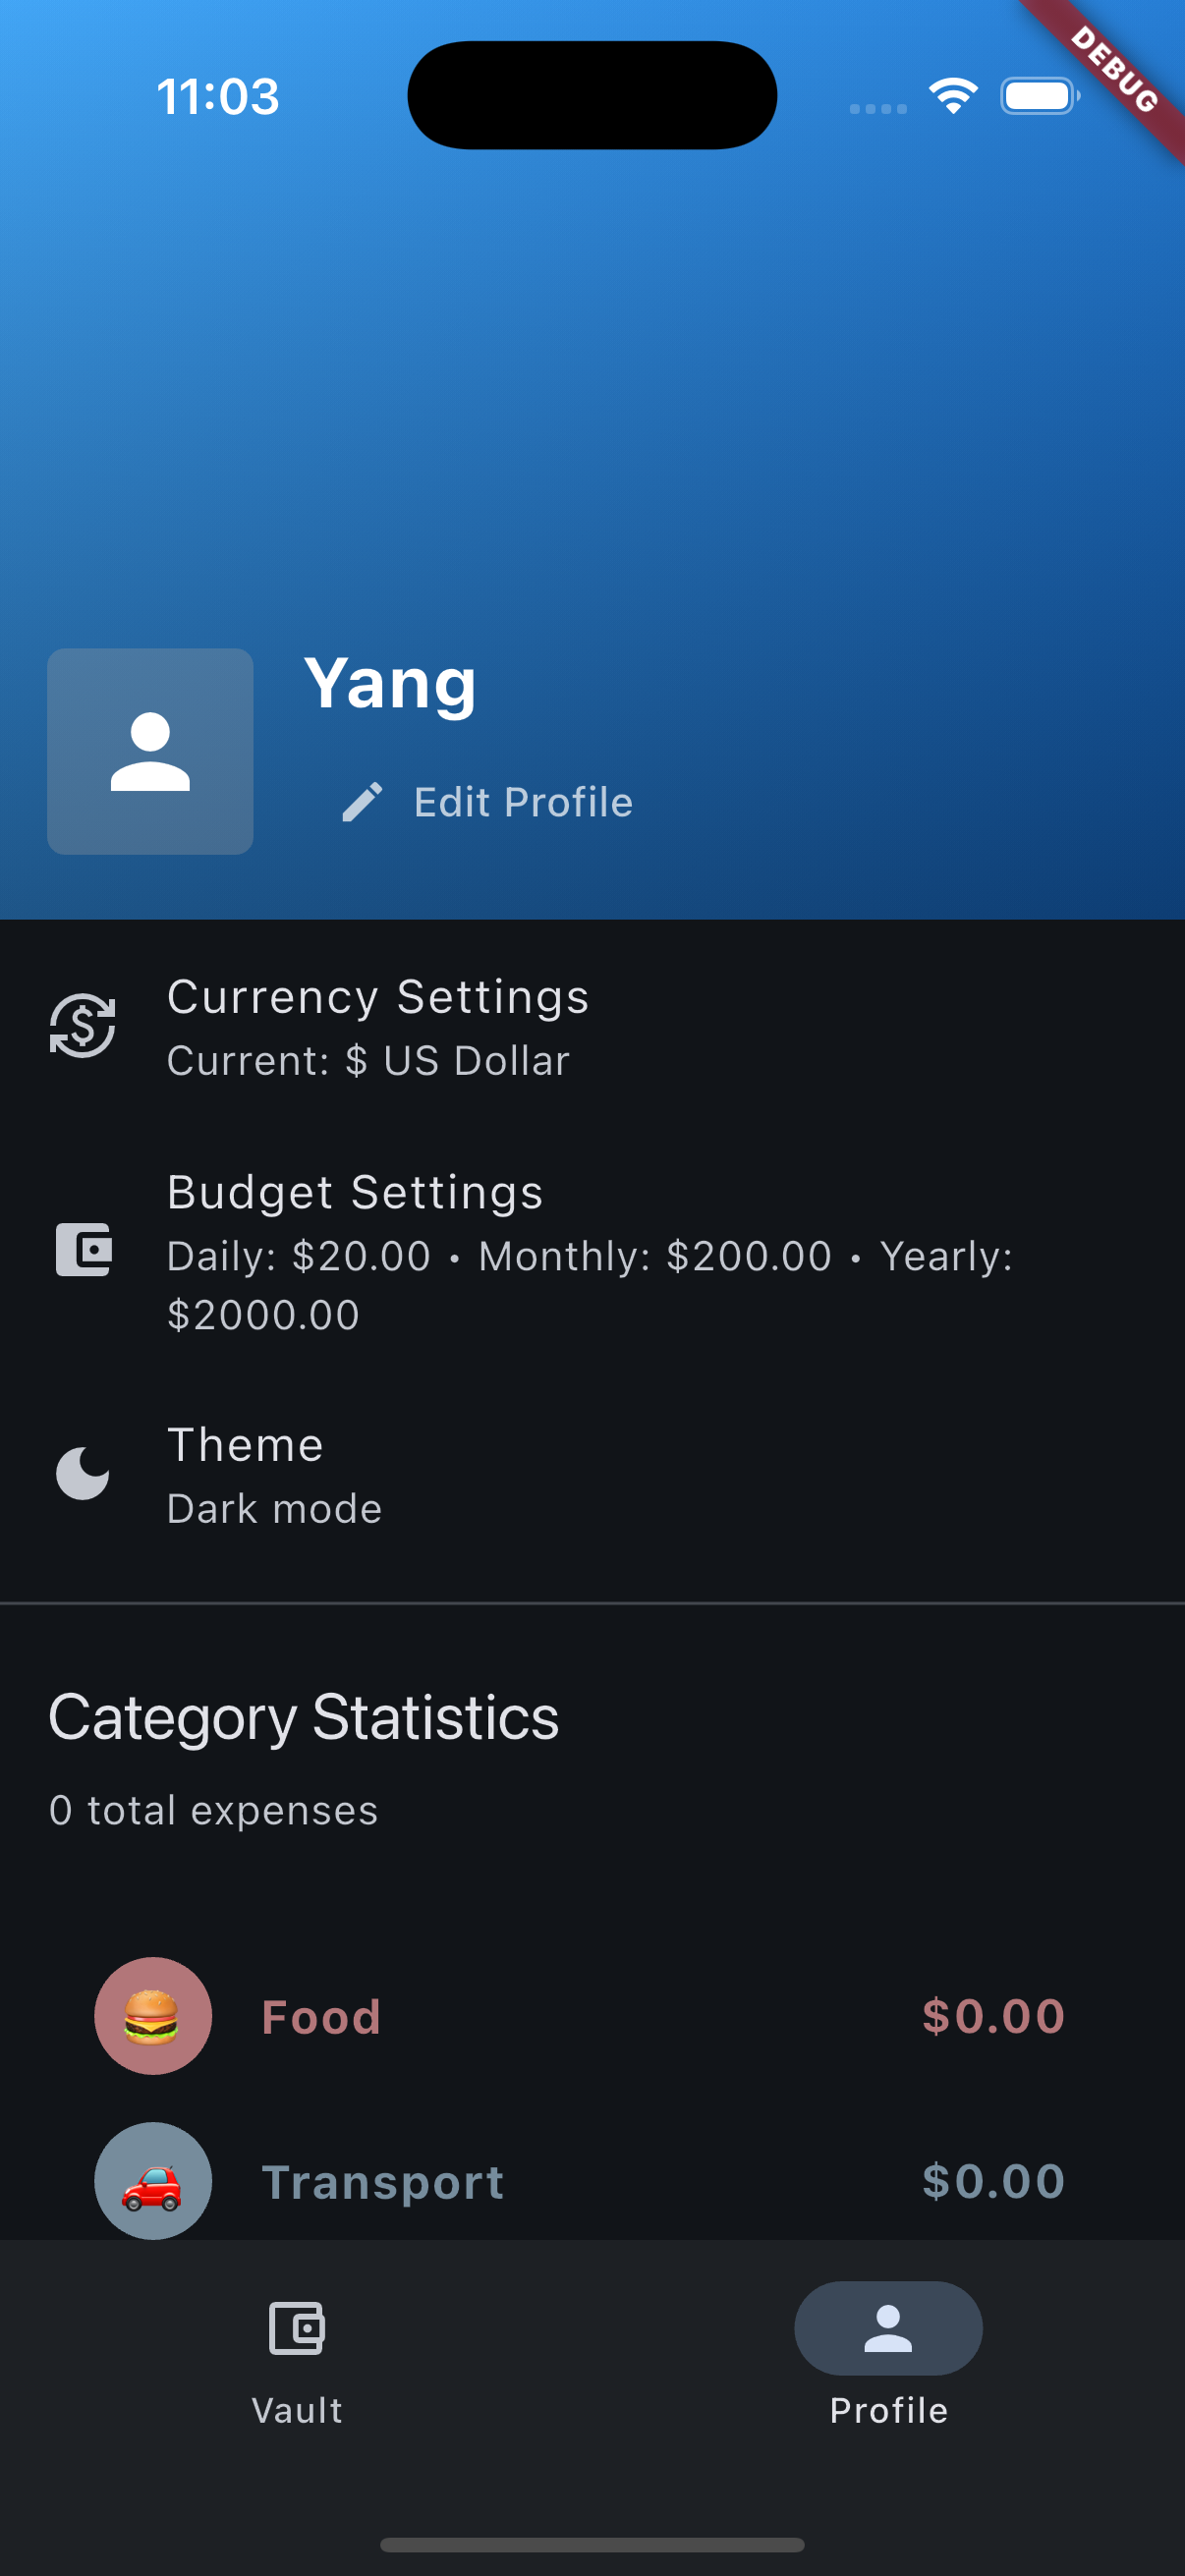 11:03
DEBUG
Yang
Edit Profile
Currency Settings
Current: $ US Dollar
Budget Settings
Daily: $20.00 • Monthly: $200.00 • Yearly:
$2000.00
Theme
Dark mode
Category Statistics
0 total expenses
Food $0.00
Transport $0.00
Vault Profile